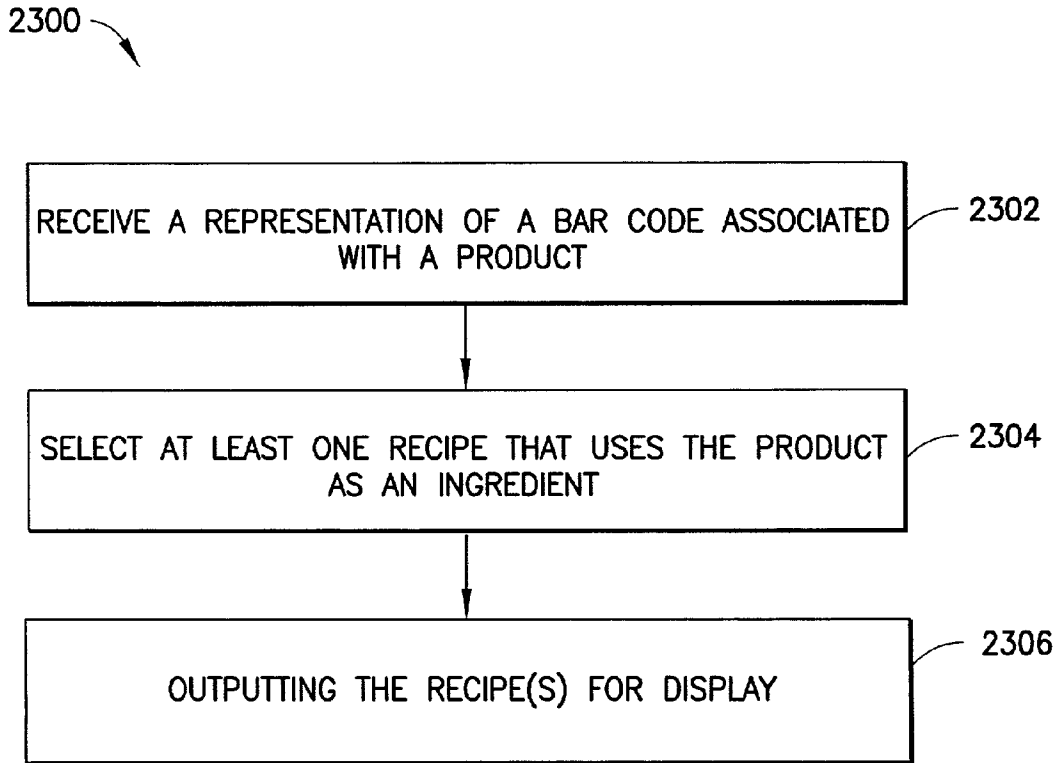 2300
RECEIVE A REPRESENTATION OF A BAR CODE ASSOCIATED
WITH A PRODUCT
2302
SELECT AT LEAST ONE RECIPE THAT USES THE PRODUCT
AS AN INGREDIENT
2304
OUTPUTTING THE RECIPE(S) FOR DISPLAY
2306